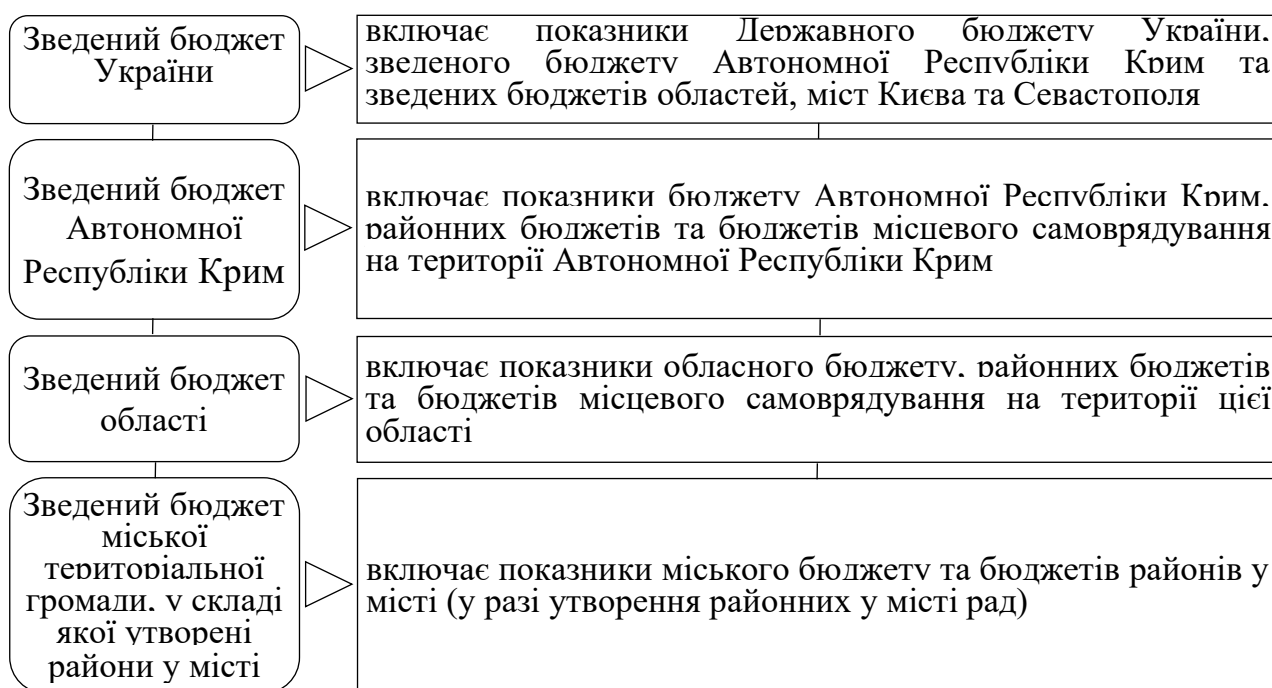 Зведений бюджет
України
включає показники Державного бюджету України,
зведеного бюджету Автономної Республіки Крим та
зведених бюджетів областей, міст Києва та Севастополя
Зведений бюджет
Автономної
Республіки Крим
включає показники бюджету Автономної Республіки Крим,
районних бюджетів та бюджетів місцевого самоврядування
на території Автономної Республіки Крим
Зведений бюджет
області
включає показники обласного бюджету, районних бюджетів
та бюджетів місцевого самоврядування на території цієї
області
Зведений бюджет
міської
територіальної
громади, у складі
якої утворені
райони у місті
включає показники міського бюджету та бюджетів районів у
місті (у разі утворення районних у місті рад)